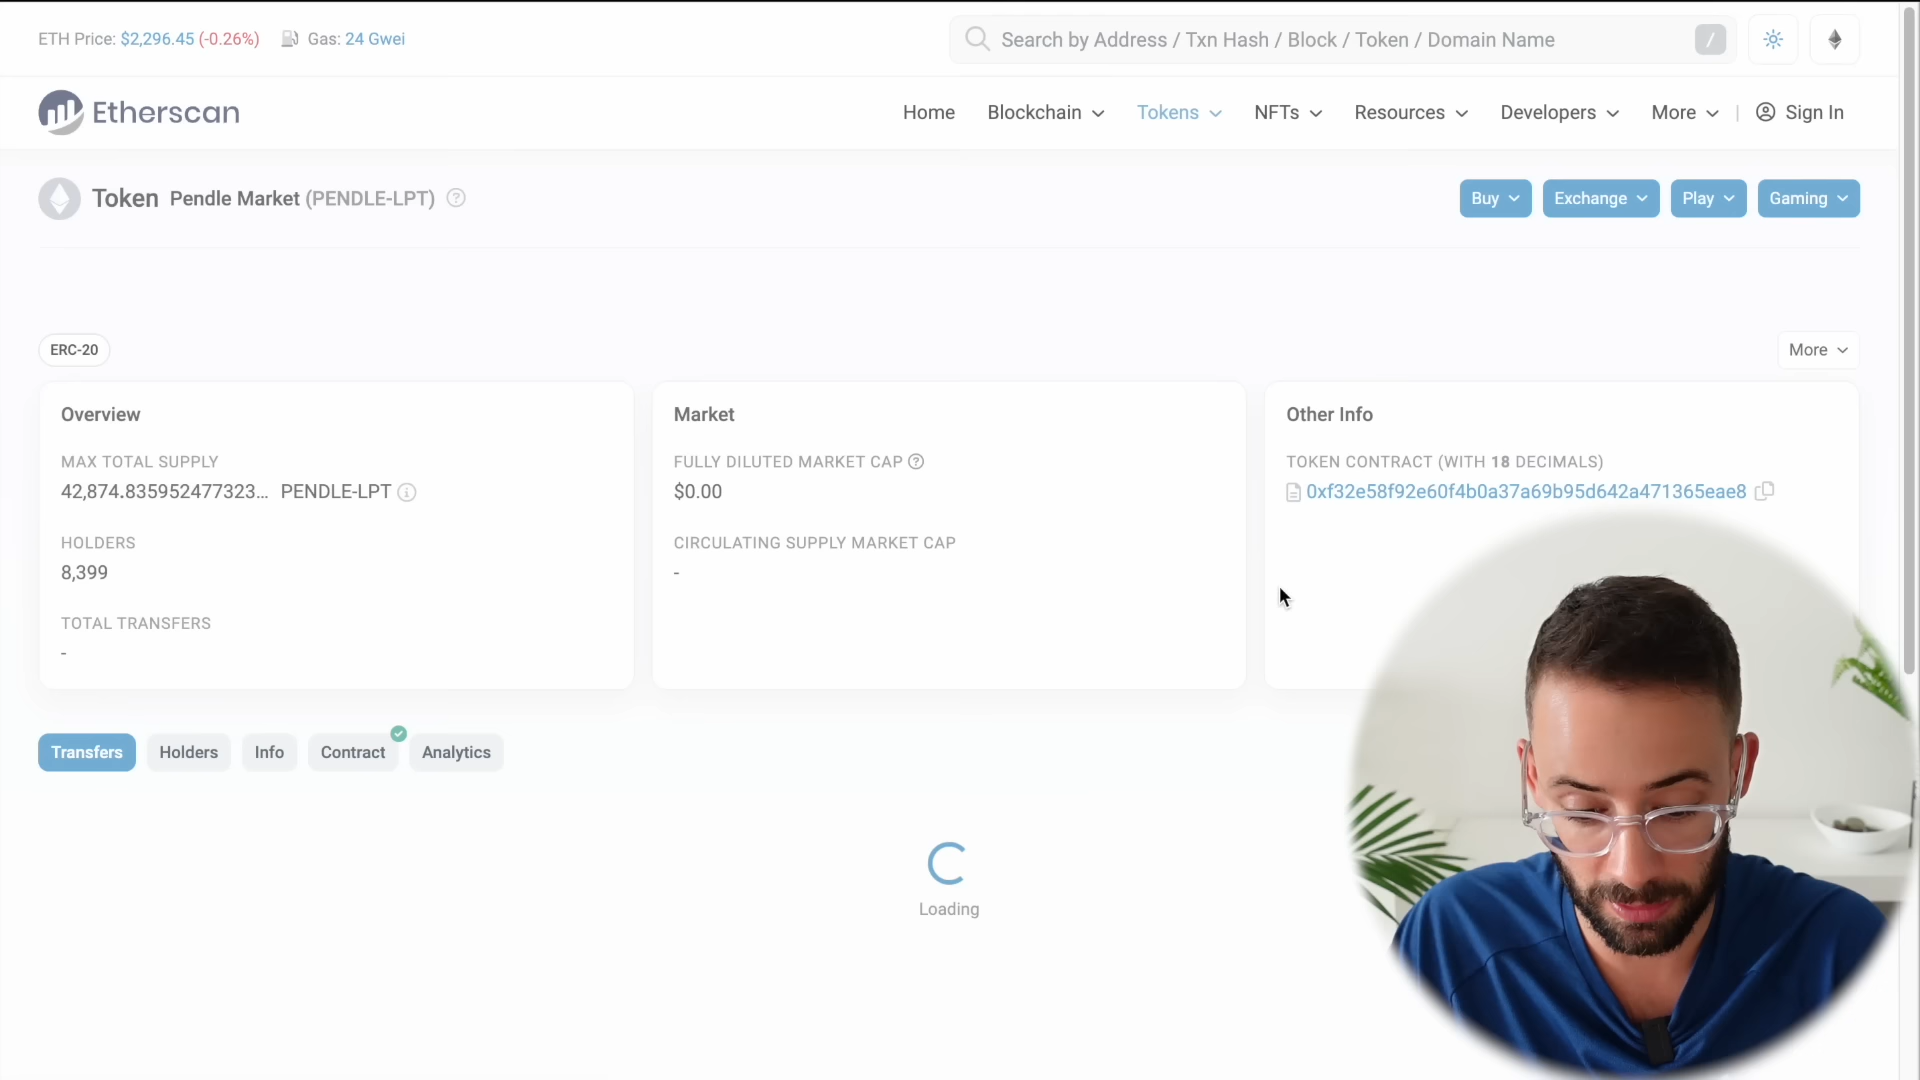 ETH Price: $2,296.45 (-0.26%) Gas: 24 Gwei
Search by Address / Txn Hash / Block / Token / Domain Name /
Etherscan
Home Blockchain Tokens NFTs Resources Developers More | Sign In
Token Pendle Market (PENDLE-LPT)
Buy Exchange Play Gaming
ERC-20
More
Overview
MAX TOTAL SUPPLY
42,874.835952477323... PENDLE-LPT
HOLDERS
8,399
TOTAL TRANSFERS
-
Market
FULLY DILUTED MARKET CAP
$0.00
CIRCULATING SUPPLY MARKET CAP
-
Other Info
TOKEN CONTRACT (WITH 18 DECIMALS)
0xf32e58f92e60f4b0a37a69b95d642a471365eae8
Transfers Holders Info Contract Analytics
Loading